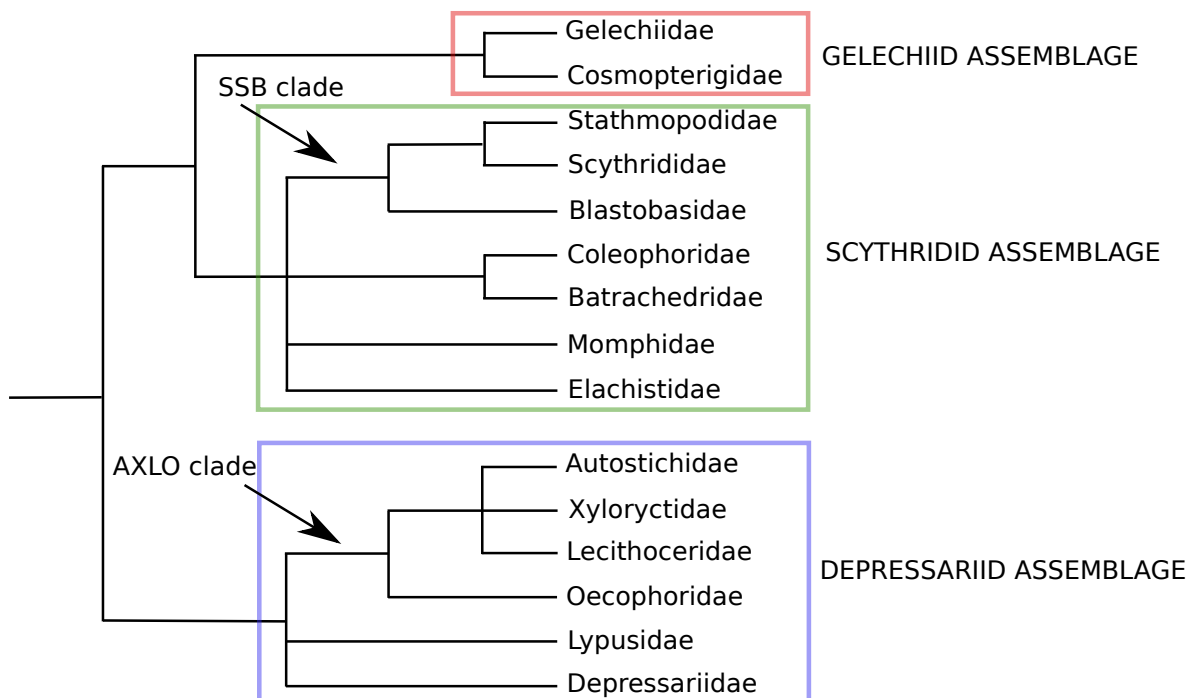 Gelechiidae
GELECHIID ASSEMBLAGE
Cosmopterigidae
SSB clade
Stathmopodidae
Scythrididae
Blastobasidae
Coleophoridae
SCYTHRIDID ASSEMBLAGE
Batrachedridae
Momphidae
Elachistidae
AXLO clade
Autostichidae
Xyloryctidae
Lecithoceridae
DEPRESSARIID ASSEMBLAGE
Oecophoridae
Lypusidae
Depressariidae